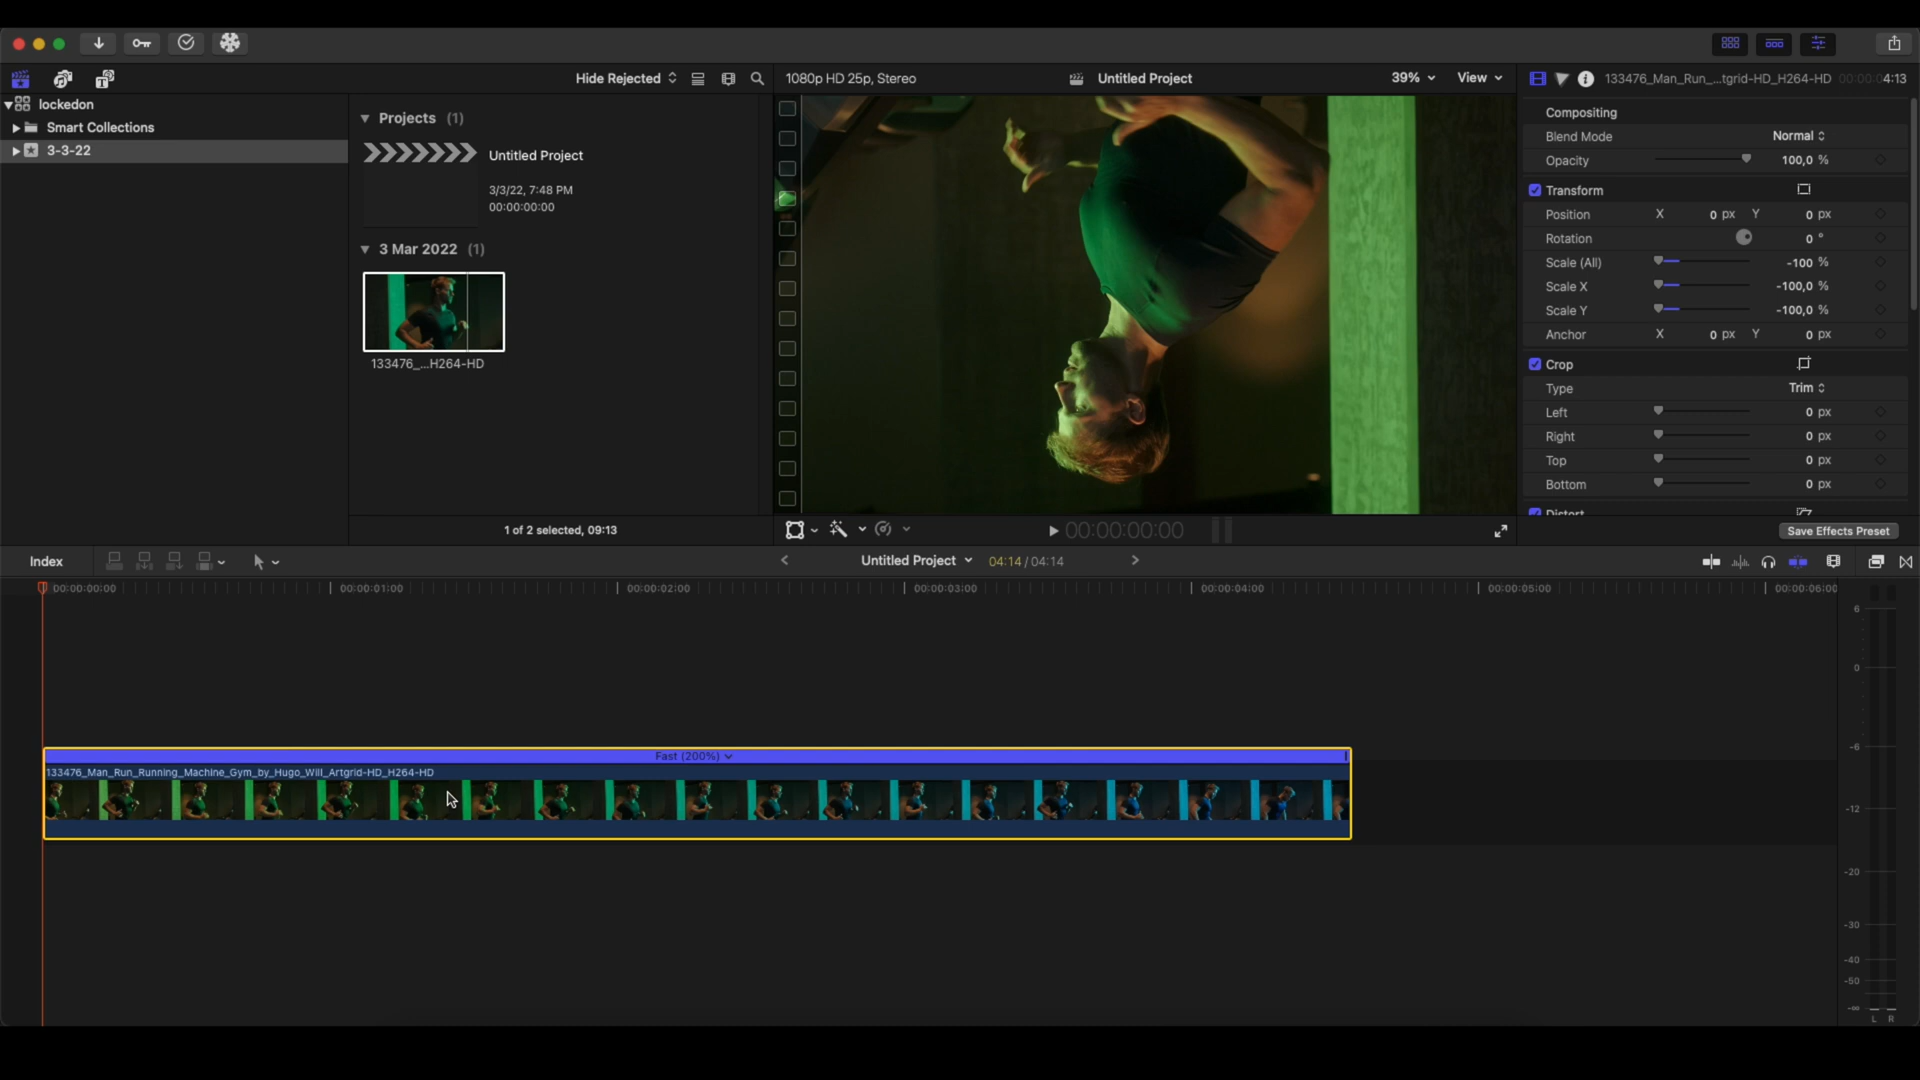 Hide Rejected
1080p HD 25p, Stereo
Untitled Project
39%
View
133476_Man_Run_...tgrid-HD_H264-HD
00:00:04:13
lockedon
Smart Collections
3-3-22
Projects (1)
Untitled Project
3/3/22, 7:48 PM
00:00:00:00
3 Mar 2022 (1)
133476_...H264-HD
1 of 2 selected, 09:13
00:00:00:00
Compositing
Blend Mode Normal
Opacity 100,0 %
Transform
Position X 0 px Y 0 px
Rotation 0 °
Scale (All) -100 %
Scale X -100,0 %
Scale Y -100,0 %
Anchor X 0 px Y 0 px
Crop
Type Trim
Left 0 px
Right 0 px
Top 0 px
Bottom 0 px
Distort
Save Effects Preset
Index
Untitled Project
04:14 / 04:14
00:00:00:00 00:00:01:00 00:00:02:00 00:00:03:00 00:00:04:00 00:00:05:00 00:00:06:00
Fast (200%)
133476_Man_Run_Running_Machine_Gym_by_Hugo_Will_Artgrid-HD_H264-HD
6
0
-6
-12
-20
-30
-40
-50
-∞
L R